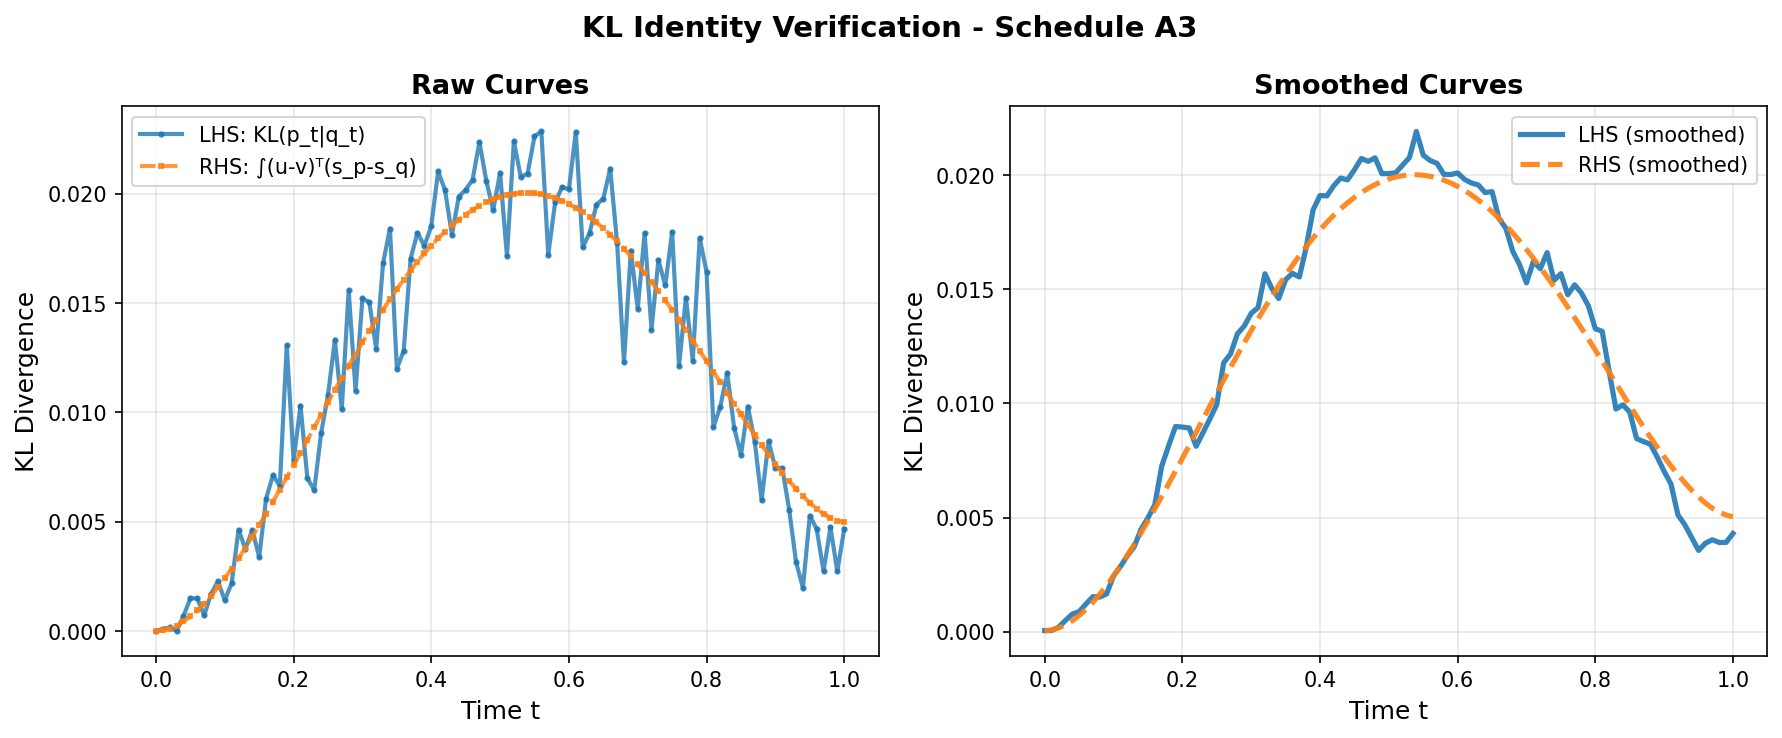 KL Identity Verification - Schedule A3
Raw Curves
LHS: KL(p_t|q_t)
RHS: ∫(u-v)ᵀ(s_p-s_q)
KL Divergence
0.020
0.015
0.010
0.005
0.000
0.0 0.2 0.4 0.6 0.8 1.0
Time t
Smoothed Curves
LHS (smoothed)
RHS (smoothed)
KL Divergence
0.020
0.015
0.010
0.005
0.000
0.0 0.2 0.4 0.6 0.8 1.0
Time t